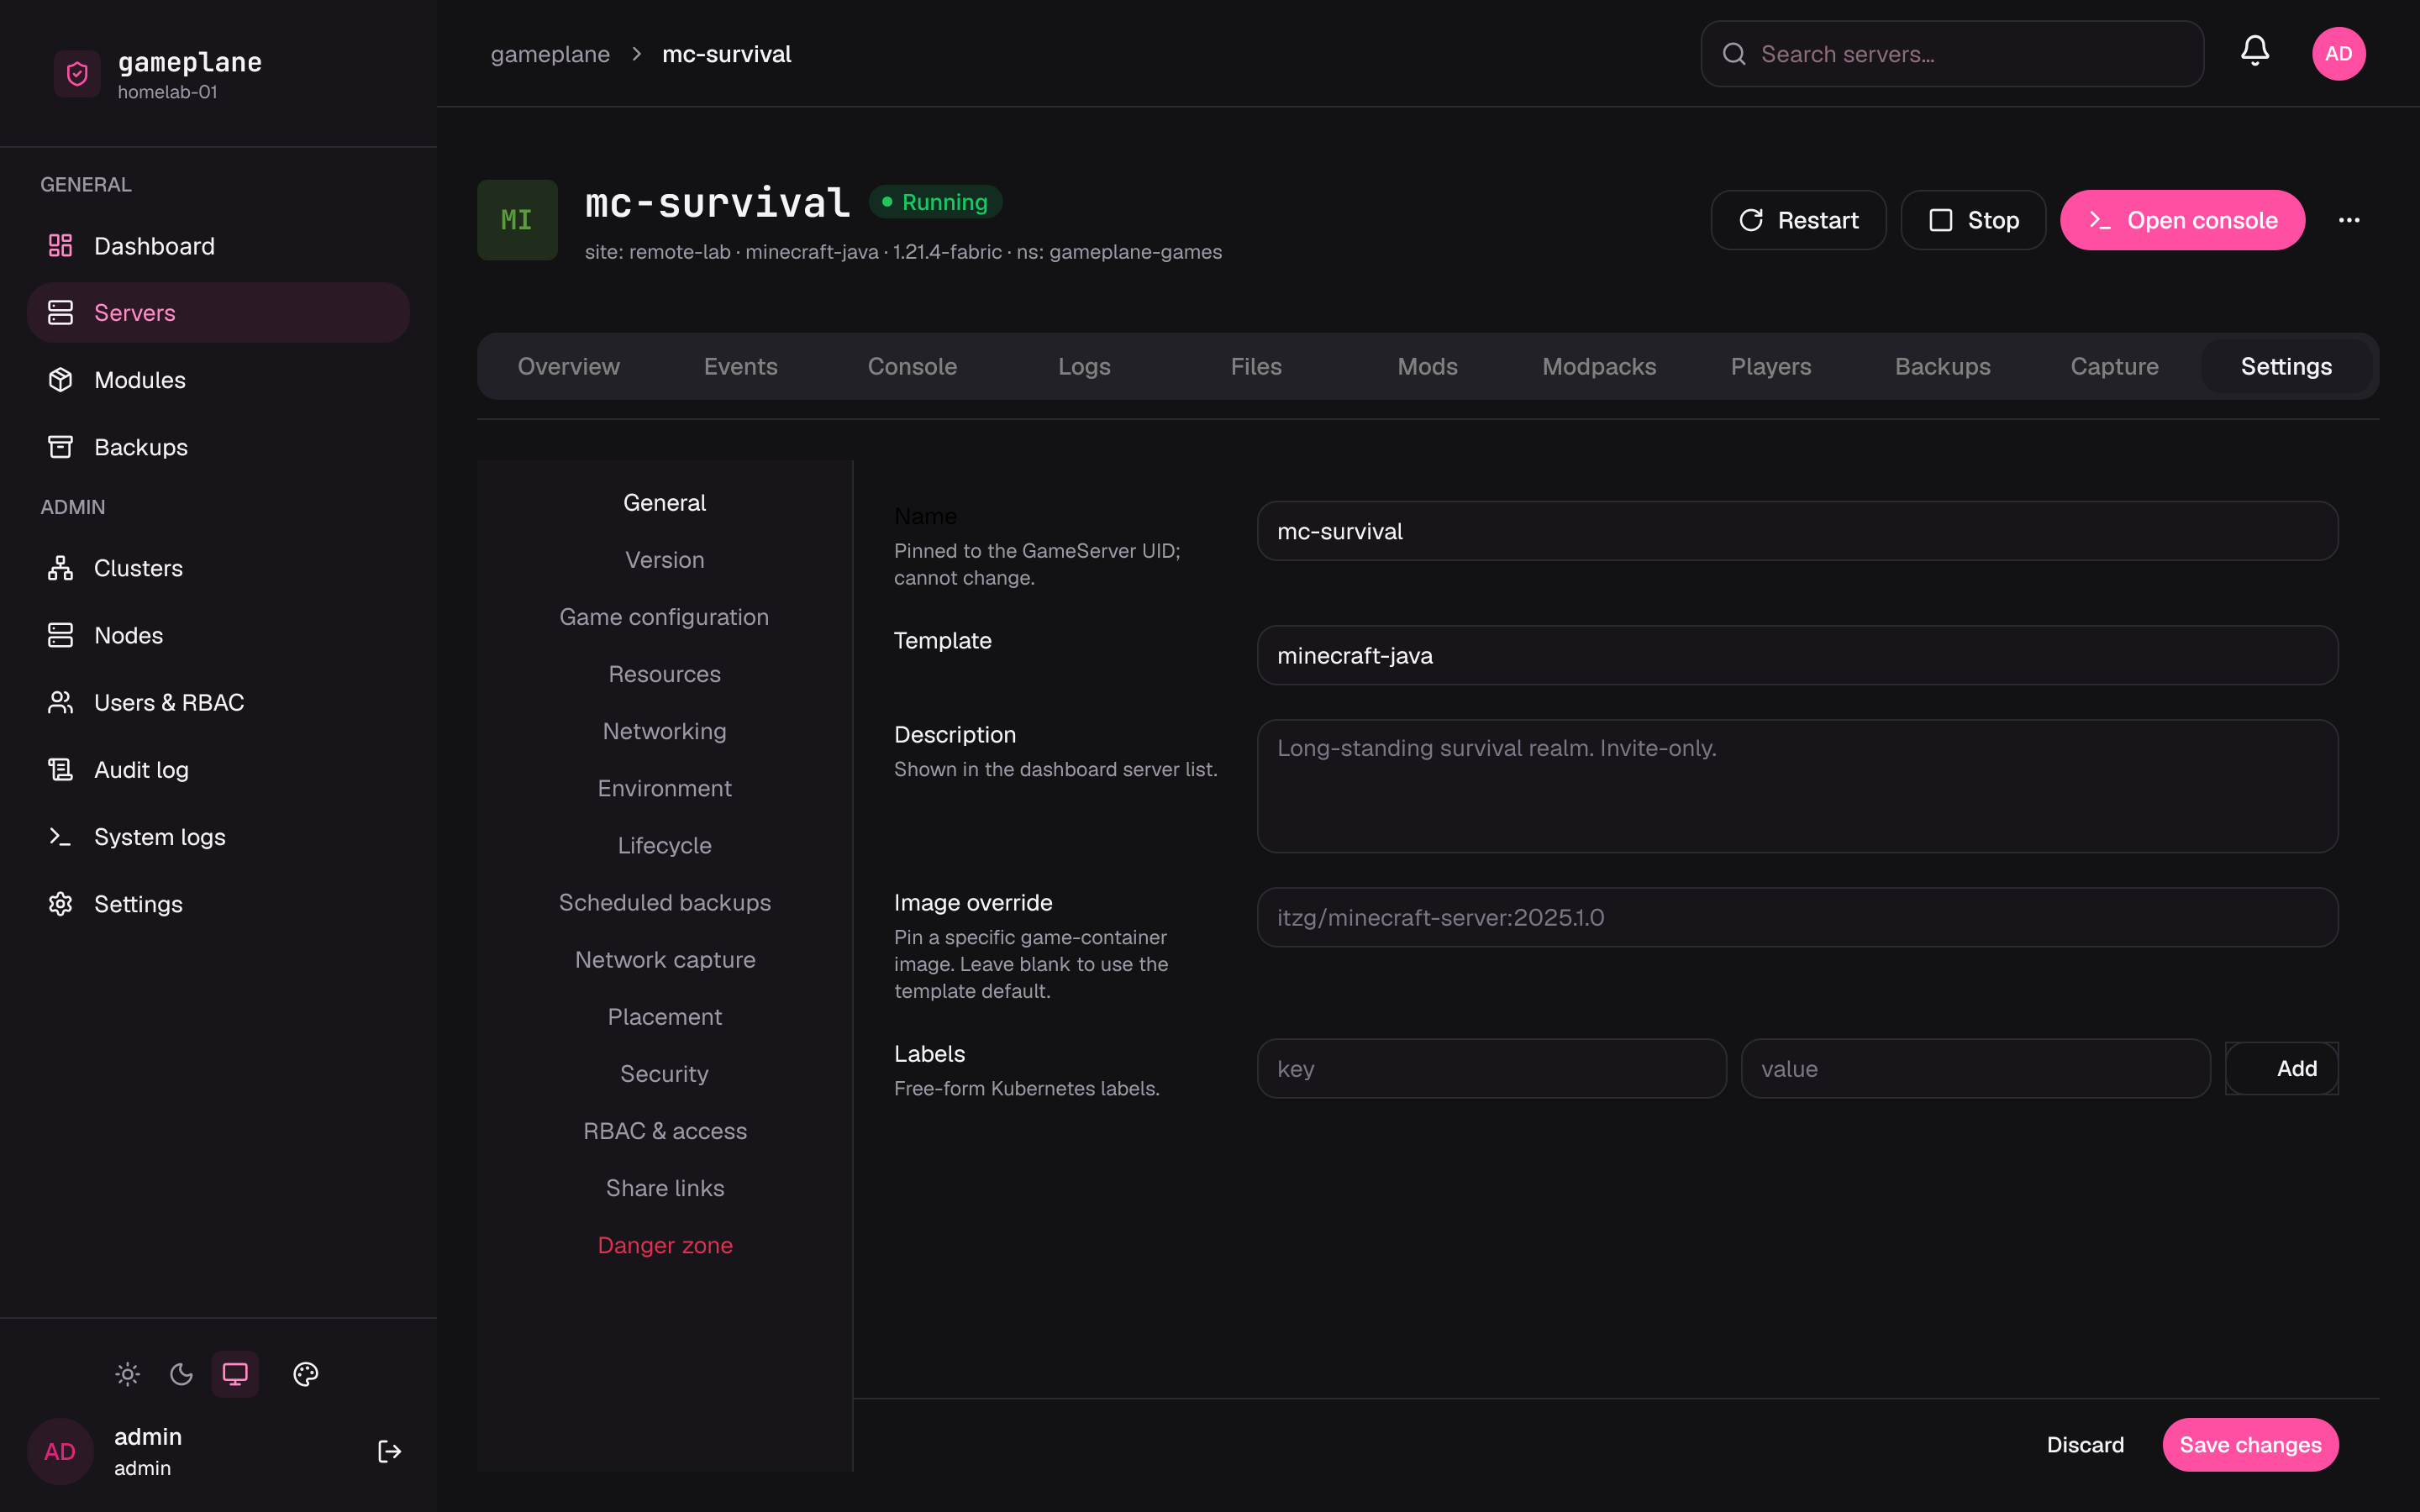 gameplane
homelab-01
GENERAL
Dashboard
Servers
Modules
Backups
ADMIN
Clusters
Nodes
Users & RBAC
Audit log
System logs
Settings
AD
admin
admin
gameplane > mc-survival
Search servers...
AD
MI
mc-survival
Running
site: remote-lab · minecraft-java · 1.21.4-fabric · ns: gameplane-games
Restart
Stop
Open console
Overview
Events
Console
Logs
Files
Mods
Modpacks
Players
Backups
Capture
Settings
General
Version
Game configuration
Resources
Networking
Environment
Lifecycle
Scheduled backups
Network capture
Placement
Security
RBAC & access
Share links
Danger zone
Name
Pinned to the GameServer UID;
cannot change.
mc-survival
Template
minecraft-java
Description
Shown in the dashboard server list.
Long-standing survival realm. Invite-only.
Image override
Pin a specific game-container
image. Leave blank to use the
template default.
itzg/minecraft-server:2025.1.0
Labels
Free-form Kubernetes labels.
key
value
Add
Discard
Save changes